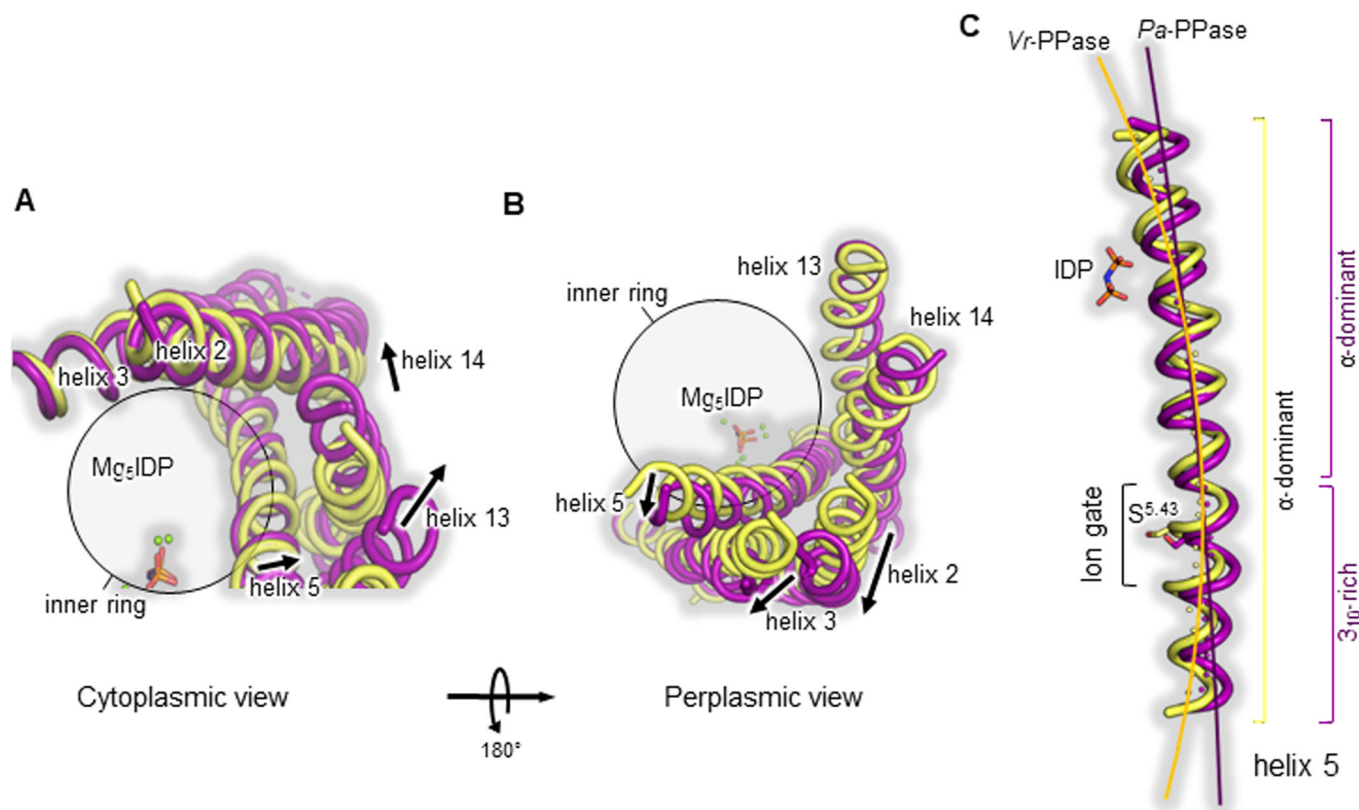 A
helix 2
helix 3
helix 14
Mg5IDP
helix 13
inner ring
helix 5
Cytoplasmic view
180°
B
helix 13
inner ring
helix 14
Mg5IDP
helix 5
helix 2
helix 3
Perplasmic view
C
Vr-PPase
Pa-PPase
IDP
α-dominant
α-dominant
S5.43
Ion gate
310-rich
helix 5